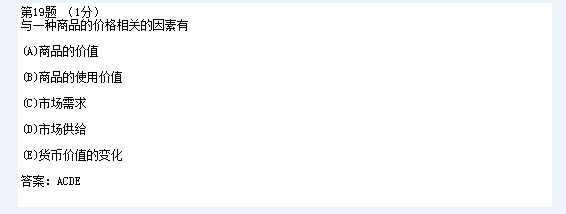 第19题 （1分）
与一种商品的价格相关的因素有
(A)商品的价值
(B)商品的使用价值
(C)市场需求
(D)市场供给
(E)货币价值的变化
答案：ACDE